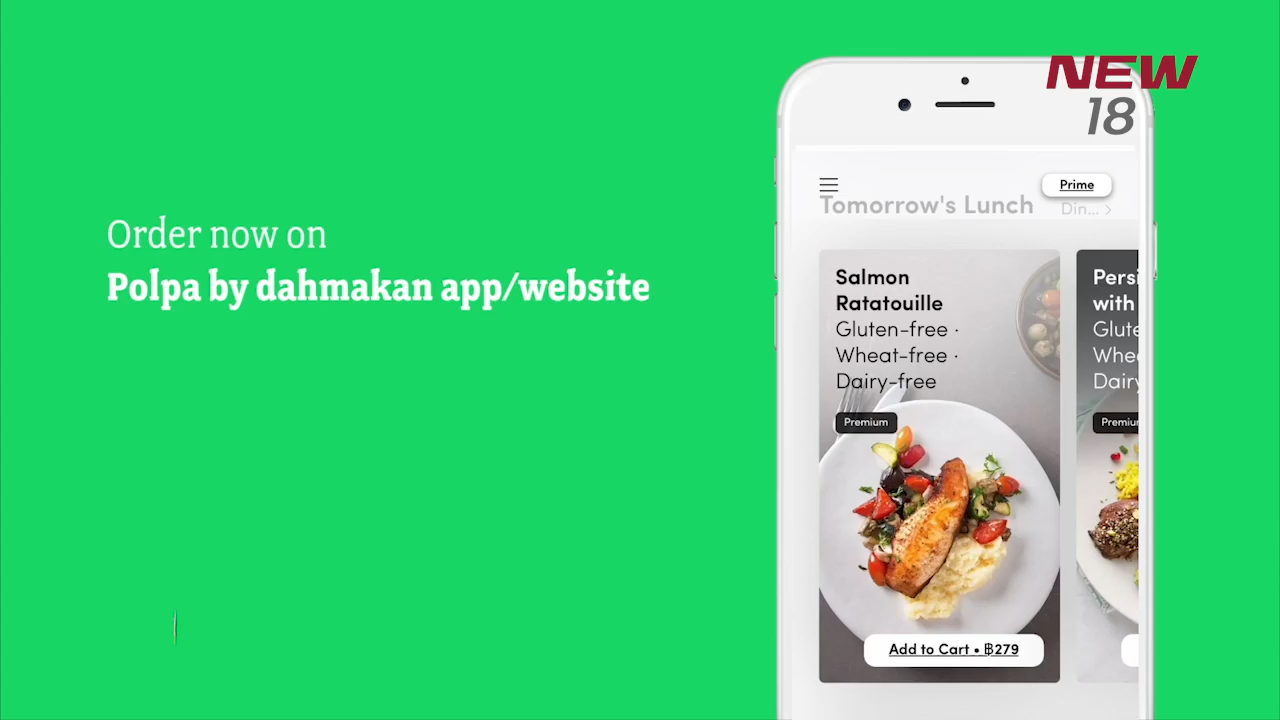 NEW
18
Order now on
Polpa by dahmakan app/website
Prime
Tomorrow's Lunch
Din... >
Salmon
Ratatouille
Gluten-free ·
Wheat-free ·
Dairy-free
Premium
Add to Cart • ฿279
with